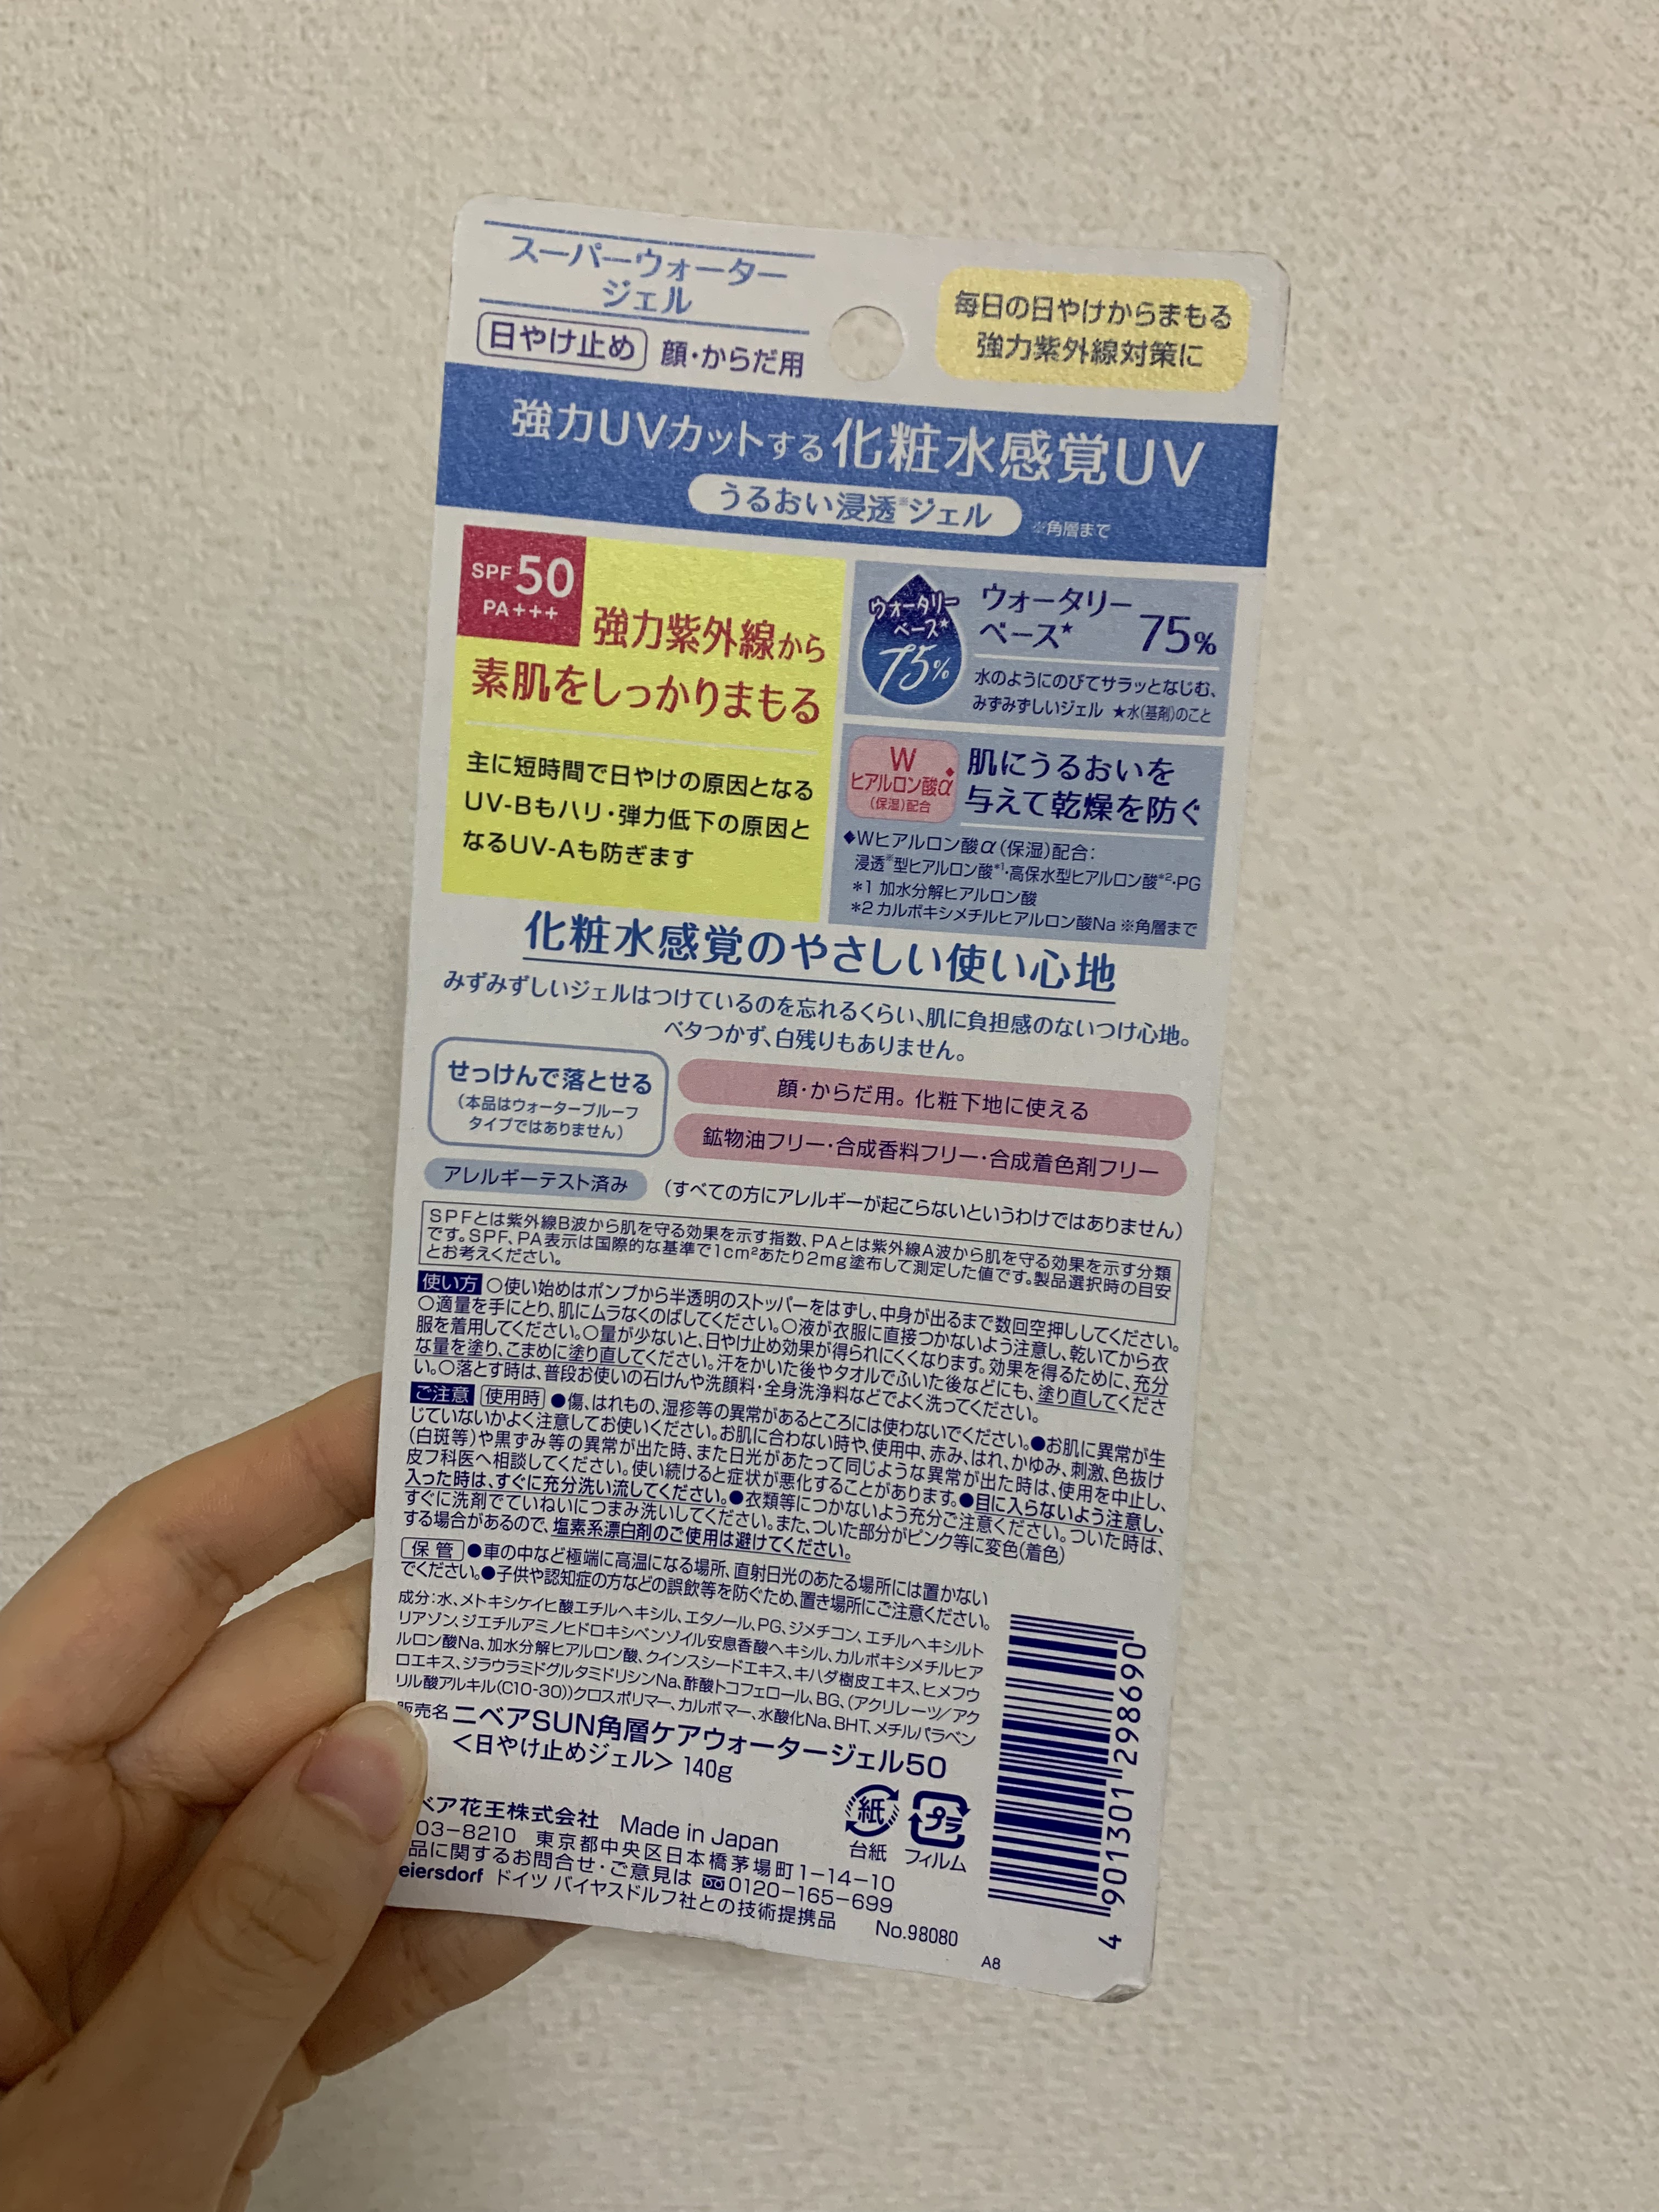 スーパーウォーター
ジェル
日やけ止め 顔・からだ用
毎日の日やけからまもる
強力紫外線対策に
強力UVカットする化粧水感覚UV
うるおい浸透※ジェル ※角層まで
SPF50
PA+++
強力紫外線から
素肌をしっかりまもる
主に短時間で日やけの原因となる
UV-Bもハリ・弾力低下の原因と
なるUV-Aも防ぎます
ウォータリー
ベース★
75%
ウォータリー
ベース★ 75%
水のようにのびてサラッとなじむ、
みずみずしいジェル ★水(基剤)のこと
W
ヒアルロン酸α◆
(保湿)配合
肌にうるおいを
与えて乾燥を防ぐ
◆Wヒアルロン酸α(保湿)配合:
浸透※型ヒアルロン酸*1・高保水型ヒアルロン酸*2・PG
*1 加水分解ヒアルロン酸
*2 カルボキシメチルヒアルロン酸Na ※角層まで
化粧水感覚のやさしい使い心地
みずみずしいジェルはつけているのを忘れるくらい、肌に負担感のないつけ心地。
ベタつかず、白残りもありません。
せっけんで落とせる
(本品はウォータープルーフ
タイプではありません)
顔・からだ用。化粧下地に使える
鉱物油フリー・合成香料フリー・合成着色剤フリー
アレルギーテスト済み (すべての方にアレルギーが起こらないというわけではありません)
SPFとは紫外線B波から肌を守る効果を示す指数、PAとは紫外線A波から肌を守る効果を示す分類
です。SPF、PA表示は国際的な基準で1cm²あたり2mg塗布して測定した値です。製品選択時の目安
とお考えください。
使い方 ○使い始めはポンプから半透明のストッパーをはずし、中身が出るまで数回空押ししてください。
○適量を手にとり、肌にムラなくのばしてください。○液が衣服に直接つかないよう注意し、乾いてから衣
服を着用してください。○量が少ないと、日やけ止め効果が得られにくくなります。効果を得るために、充分
な量を塗り、こまめに塗り直してください。汗をかいた後やタオルでふいた後などにも、塗り直してくださ
い。○落とす時は、普段お使いの石けんや洗顔料・全身洗浄料などでよく洗ってください。
ご注意 使用時 ●傷、はれもの、湿疹等の異常があるところには使わないでください。●お肌に異常が生
じていないかよく注意してお使いください。お肌に合わない時や、使用中、赤み、はれ、かゆみ、刺激、色抜け
(白斑等)や黒ずみ等の異常が出た時、また日光があたって同じような異常が出た時は、使用を中止し、
皮フ科医へ相談してください。使い続けると症状が悪化することがあります。●目に入らないよう注意し、
入った時は、すぐに充分洗い流してください。●衣類等につかないよう充分ご注意ください。ついた時は、
すぐに洗剤でていねいにつまみ洗いしてください。また、ついた部分がピンク等に変色(着色)
する場合があるので、塩素系漂白剤のご使用は避けてください。
保管 ●車の中など極端に高温になる場所、直射日光のあたる場所には置かない
でください。●子供や認知症の方などの誤飲等を防ぐため、置き場所にご注意ください。
成分:水、メトキシケイヒ酸エチルヘキシル、エタノール、PG、ジメチコン、エチルヘキシルト
リアゾン、ジエチルアミノヒドロキシベンゾイル安息香酸ヘキシル、カルボキシメチルヒア
ルロン酸Na、加水分解ヒアルロン酸、クインスシードエキス、キハダ樹皮エキス、ヒメフウ
ロエキス、ジラウラミドグルタミドリシンNa、酢酸トコフェロール、BG、(アクリレーツ/アク
リル酸アルキル(C10-30))クロスポリマー、カルボマー、水酸化Na、BHT、メチルパラベン
販売名 ニベアSUN角層ケアウォータージェル50
<日やけ止めジェル> 140g
ベア花王株式会社 Made in Japan
03-8210 東京都中央区日本橋茅場町1-14-10
品に関するお問合せ・ご意見は 0120-165-699
eiersdorf ドイツ バイヤスドルフ社との技術提携品 No.98080
紙
台紙
プラ
フィルム
A8
4 901301 298690